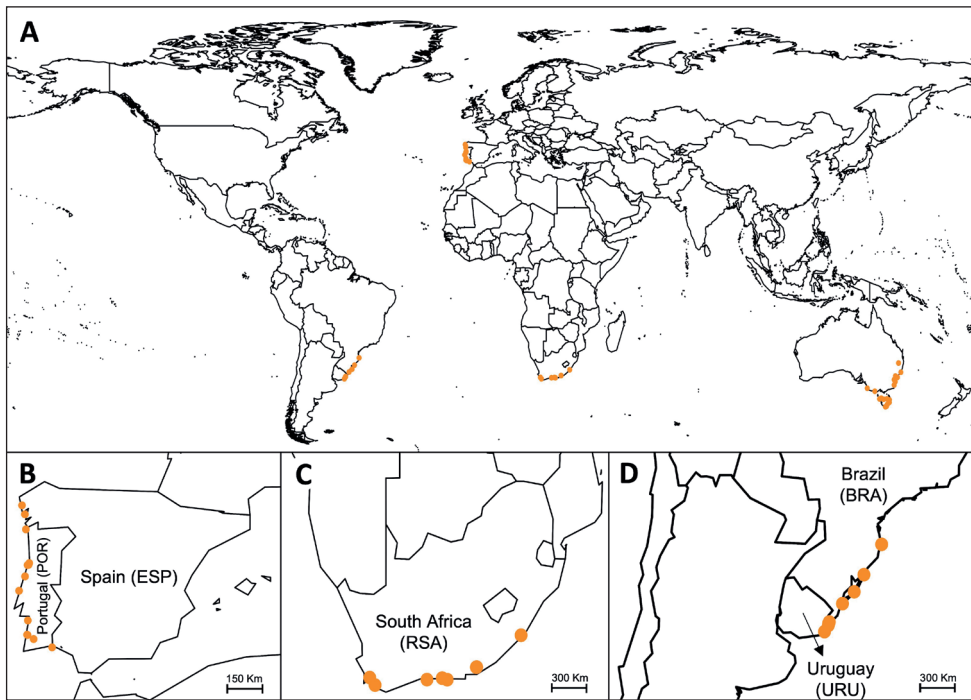 A
B
Portugal (POR)
Spain (ESP)
150 Km
C
South Africa
(RSA)
300 Km
D
Brazil
(BRA)
Uruguay
(URU)
300 Km